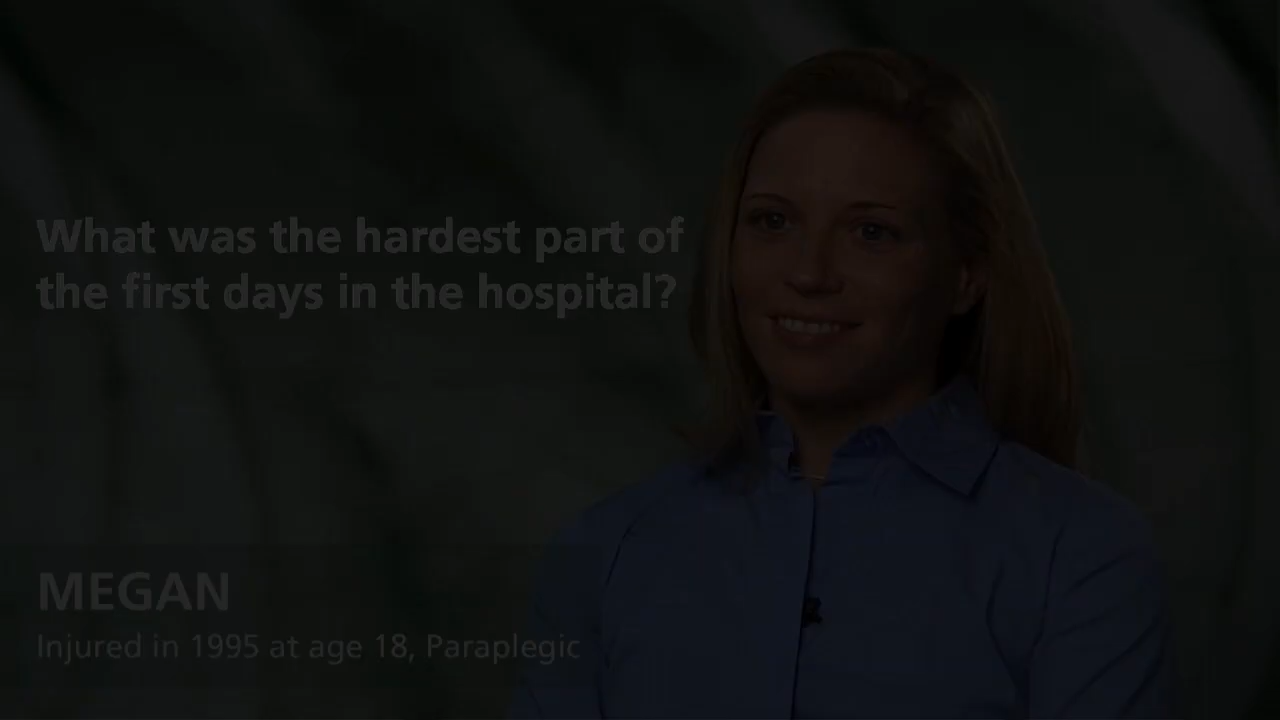 What was the hardest part of
the first days in the hospital?
MEGAN
Injured in 1995 at age 18, Paraplegic